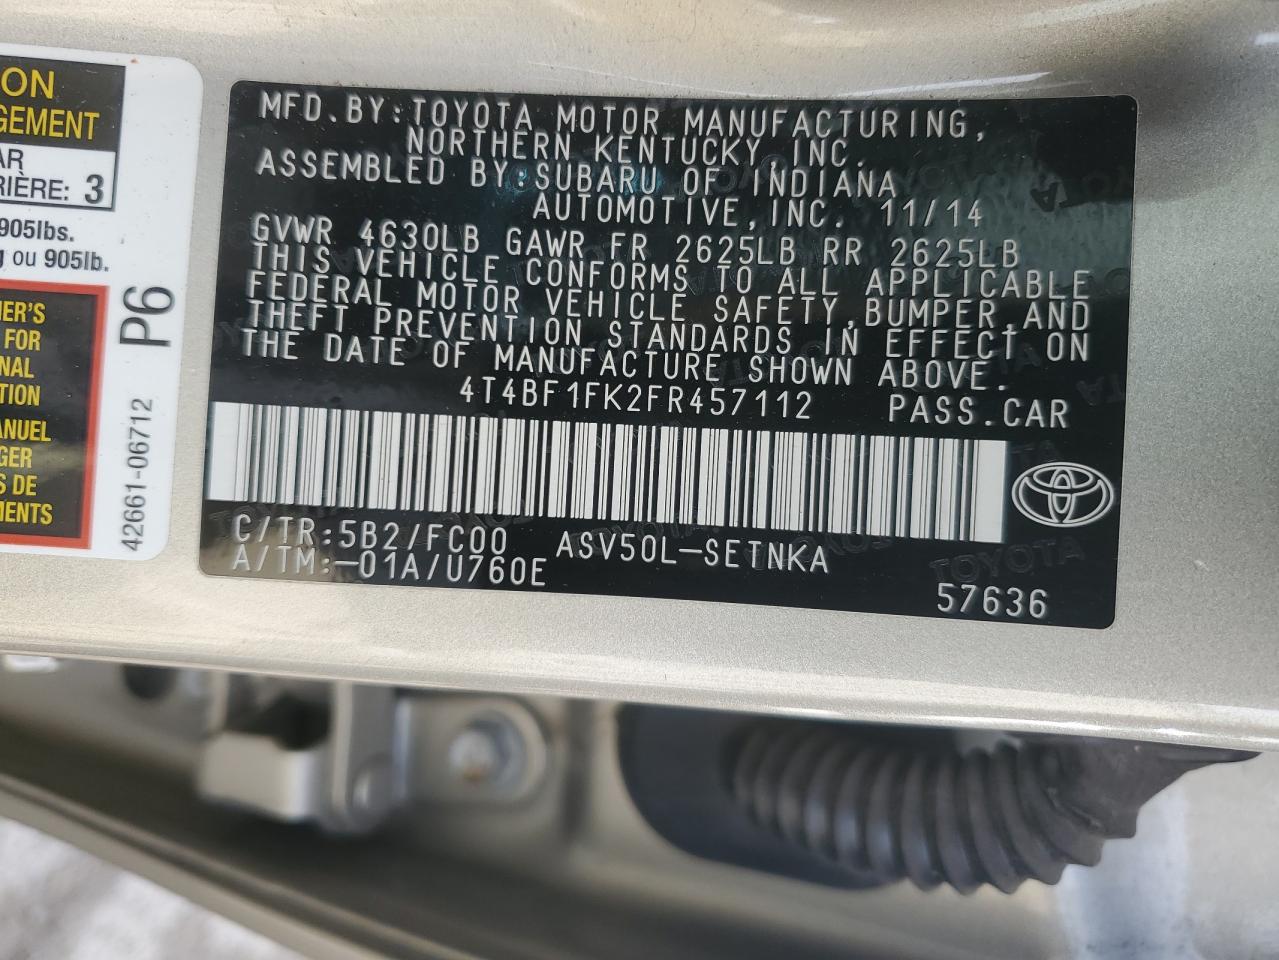 ON
GEMENT
AR
RIÈRE: 3
905lbs.
g ou 905lb.
NER'S
FOR
NAL
TION
ANUEL
GER
S DE
MENTS
P6
42661-06712
MFD.BY:TOYOTA MOTOR MANUFACTURING,
NORTHERN KENTUCKY,INC.
ASSEMBLED BY:SUBARU OF INDIANA
AUTOMOTIVE,INC. 11/14
GVWR 4630LB GAWR FR 2625LB RR 2625LB
THIS VEHICLE CONFORMS TO ALL APPLICABLE
FEDERAL MOTOR VEHICLE SAFETY,BUMPER,AND
THEFT PREVENTION STANDARDS IN EFFECT ON
THE DATE OF MANUFACTURE SHOWN ABOVE.
4T4BF1FK2FR457112 PASS.CAR
C/TR:5B2/FC00 ASV50L-SETNKA
A/TM:-01A/U760E
57636
TOYOTA